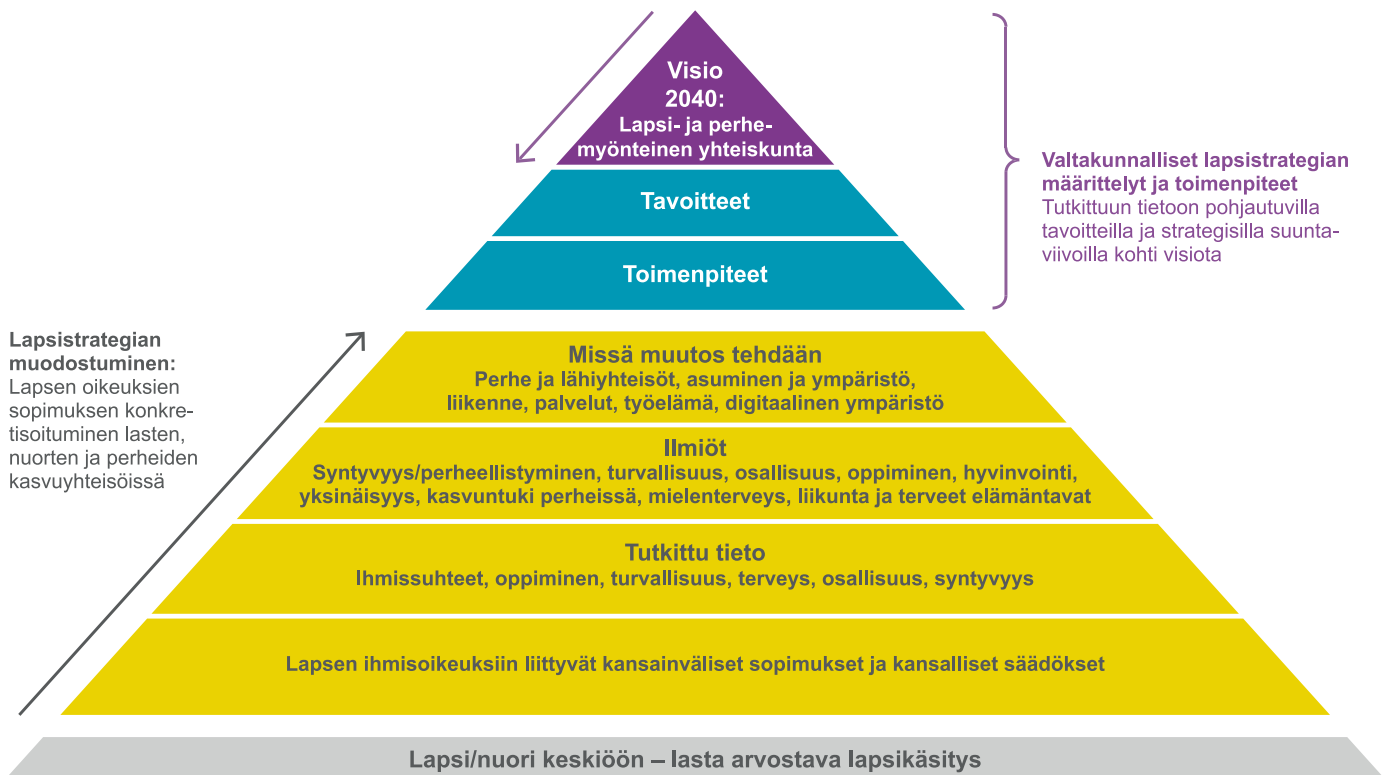 Visio
2040:
Lapsi- ja perhe-
myönteinen yhteiskunta
Tavoitteet
Toimenpiteet
Valtakunnalliset lapsistrategian
määrittelyt ja toimenpiteet
Tutkittuun tietoon pohjautuvilla
tavoitteilla ja strategisilla suunta-
viivoilla kohti visiota
Lapsistrategian
muodostuminen:
Lapsen oikeuksien
sopimuksen konkre-
tisoituminen lasten,
nuorten ja perheiden
kasvuyhteisöissä
Missä muutos tehdään
Perhe ja lähiyhteisöt, asuminen ja ympäristö,
liikenne, palvelut, työelämä, digitaalinen ympäristö
Ilmiöt
Syntyvyys/perheellistyminen, turvallisuus, osallisuus, oppiminen, hyvinvointi,
yksinäisyys, kasvuntuki perheissä, mielenterveys, liikunta ja terveet elämäntavat
Tutkittu tieto
Ihmissuhteet, oppiminen, turvallisuus, terveys, osallisuus, syntyvyys
Lapsen ihmisoikeuksiin liittyvät kansainväliset sopimukset ja kansalliset säädökset
Lapsi/nuori keskiöön – lasta arvostava lapsikäsitys